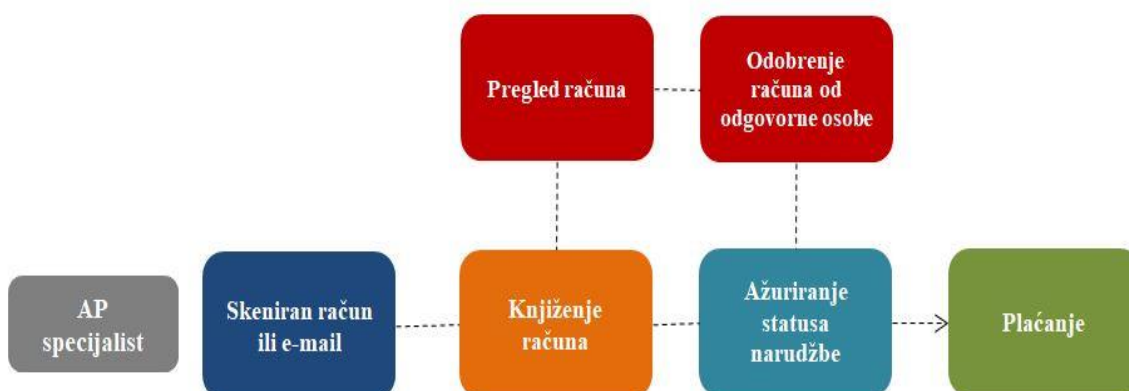 Pregled računa
Odobrenje
računa od
odgovorne osobe
AP
specijalist
Skeniran račun
ili e-mail
Knjiženje
računa
Ažuriranje
statusa
narudžbe
Plaćanje